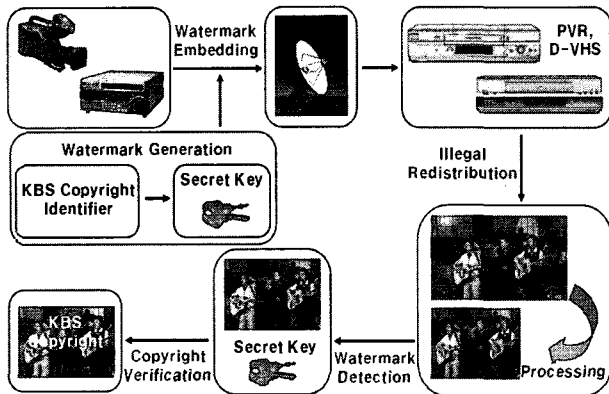 Watermark
Embedding
PVR,
D-VHS
Watermark Generation
KBS Copyright
Identifier
Secret Key
Illegal
Redistribution
KBS
Copyright
Copyright
Verification
Secret Key
Watermark
Detection
Processing